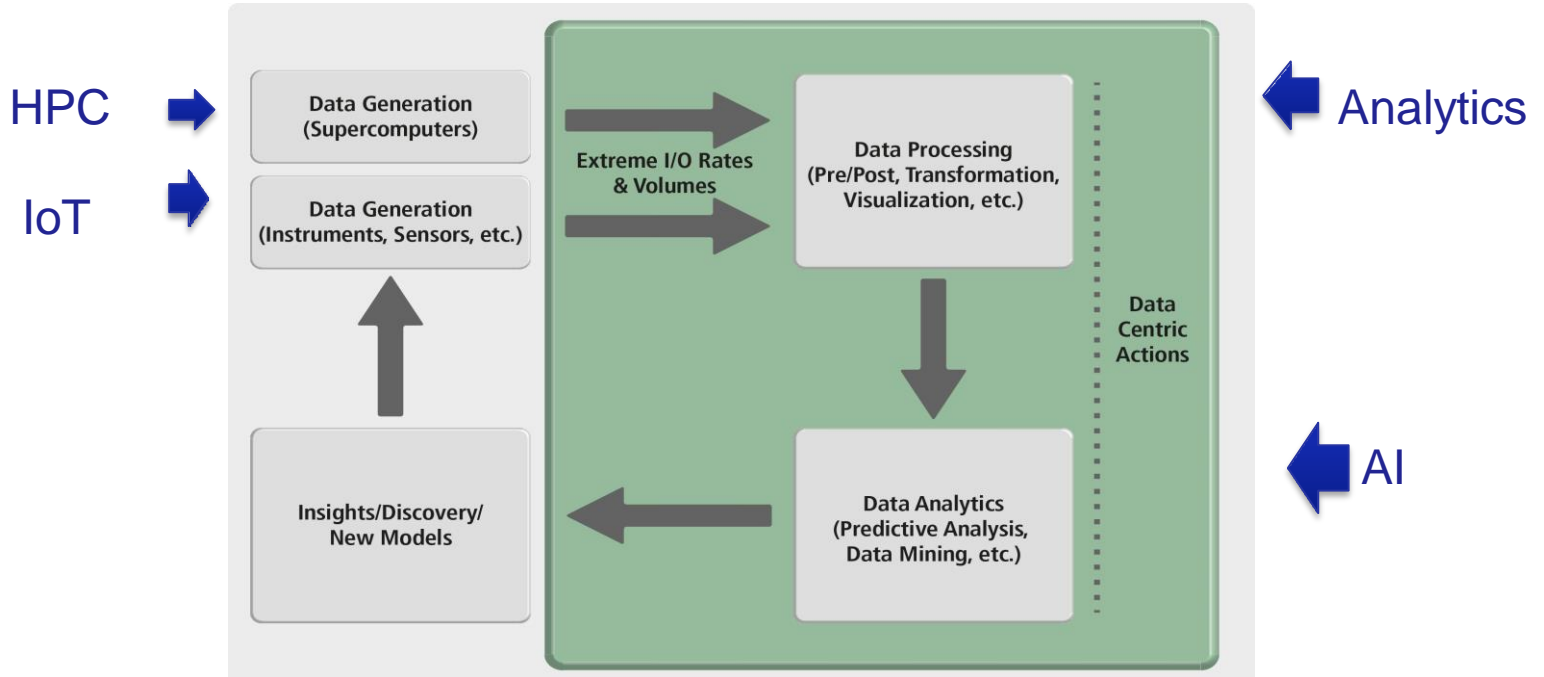 HPC
IoT
Data Generation
(Supercomputers)
Data Generation
(Instruments, Sensors, etc.)
Extreme I/O Rates
& Volumes
Data Processing
(Pre/Post, Transformation,
Visualization, etc.)
Analytics
Data
Centric
Actions
Insights/Discovery/
New Models
Data Analytics
(Predictive Analysis,
Data Mining, etc.)
AI